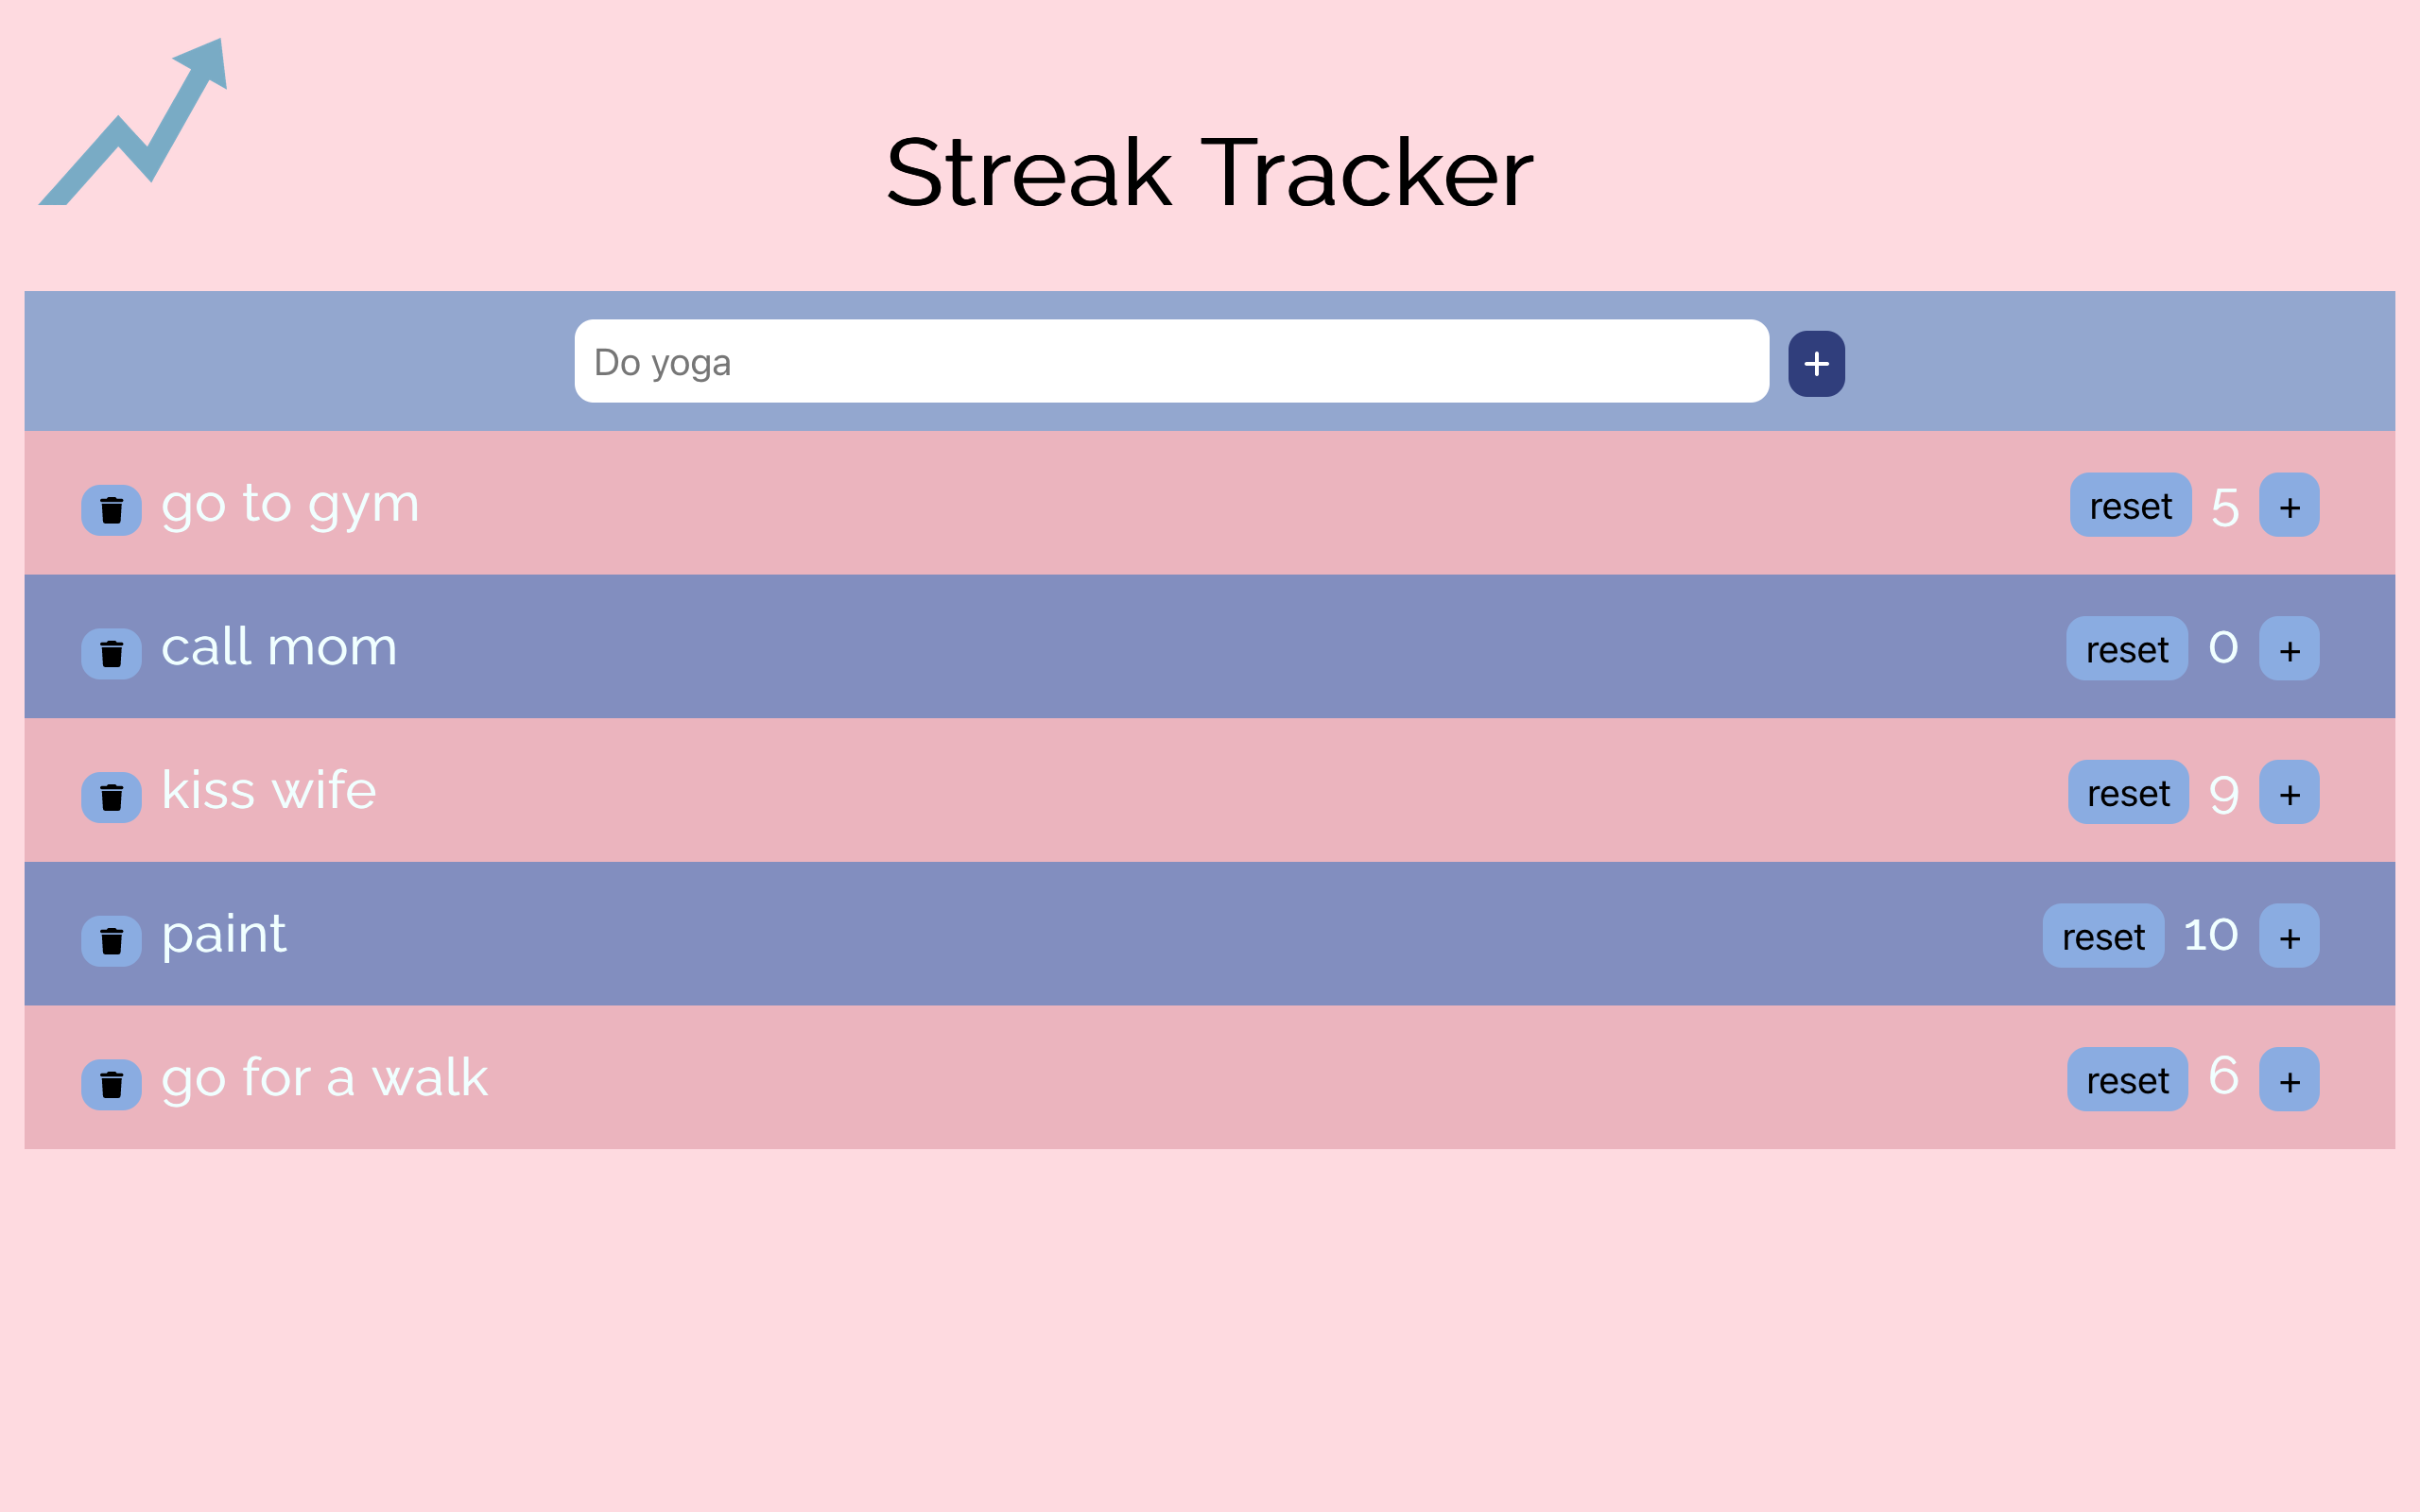 Streak Tracker
Do yoga +
go to gym reset 5 +
call mom reset 0 +
kiss wife reset 9 +
paint reset 10 +
go for a walk reset 6 +